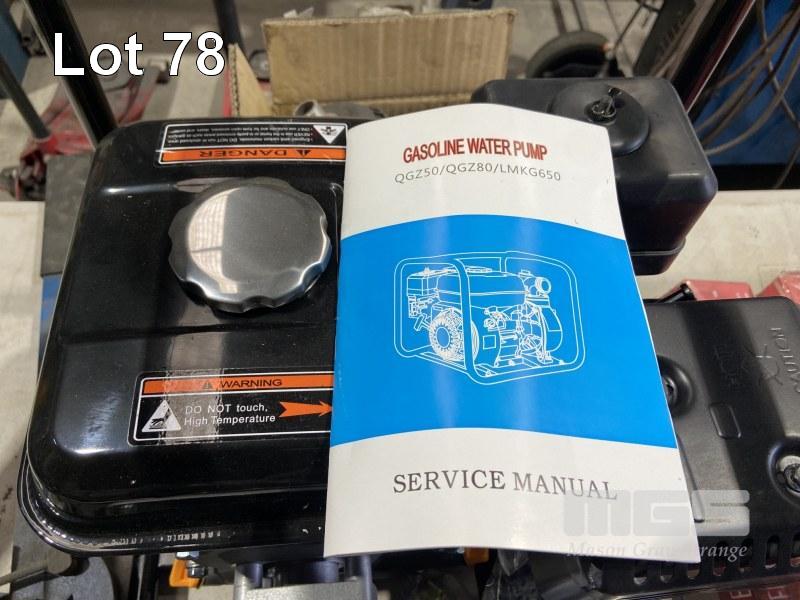 Lot 78
DANGER
WARNING
DO NOT touch,
High Temperature
GASOLINE WATER PUMP
QGZ50/QGZ80/LMKG650
SERVICE MANUAL
MGS
Mason Gray Strange